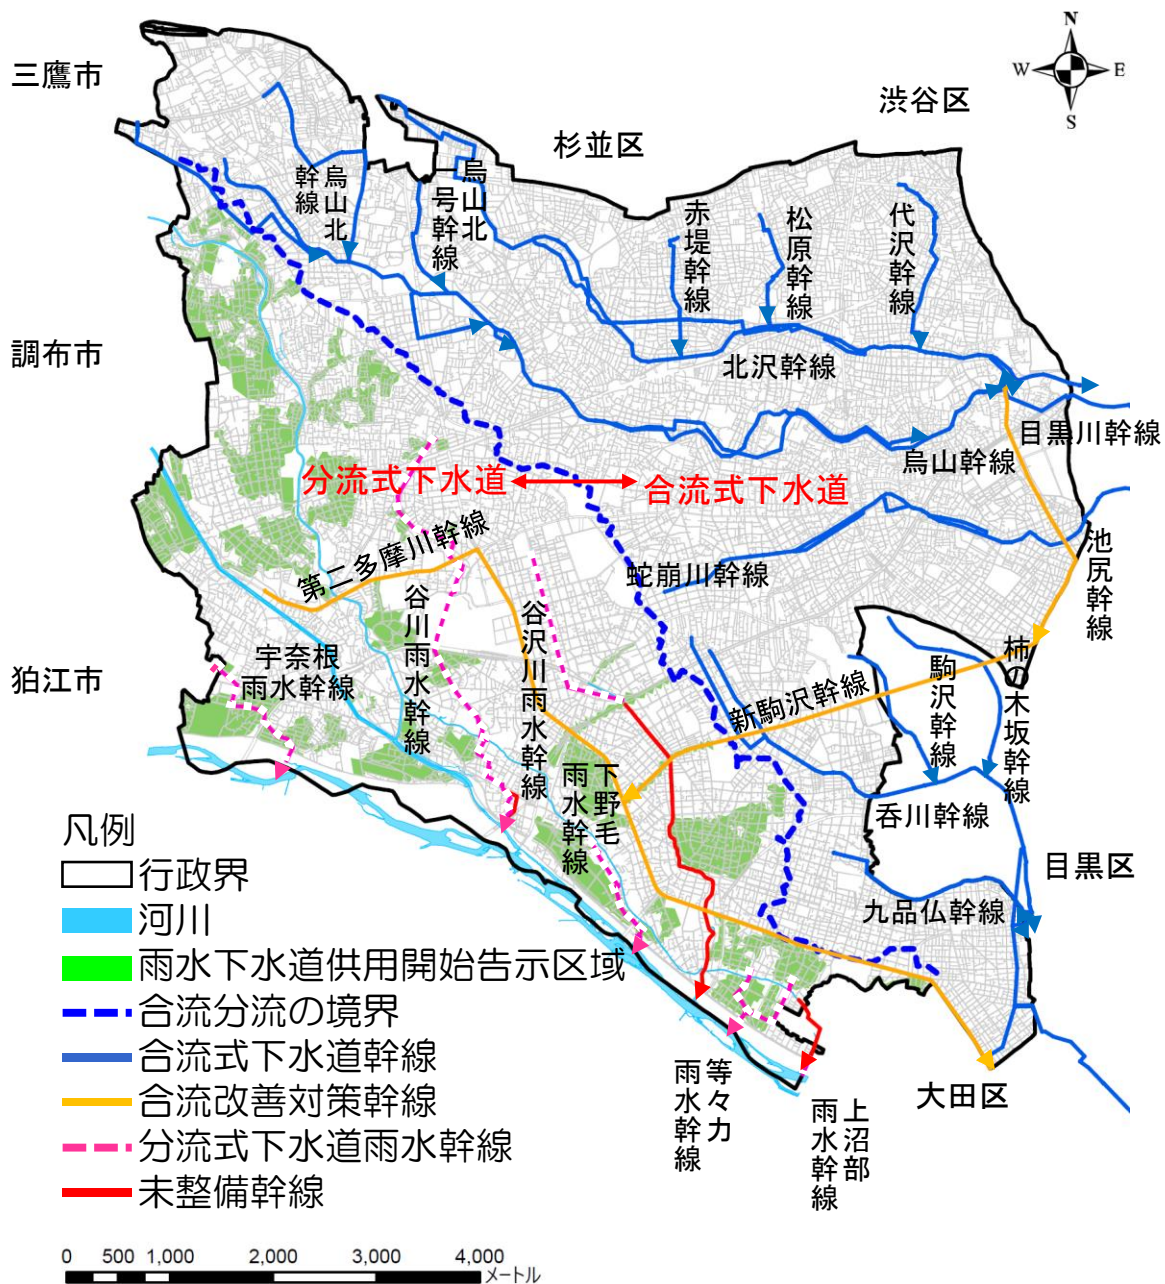 N
W
E
S
三鷹市
渋谷区
杉並区
烏山北
幹線
烏山北
一号幹線
赤堤幹線
松原幹線
代沢幹線
調布市
北沢幹線
目黒川幹線
烏山幹線
分流式下水道
合流式下水道
池尻幹線
第二多摩川幹線
蛇崩川幹線
谷川雨水幹線
谷沢川雨水幹線
宇奈根
雨水幹線
狛江市
柿の木坂幹線
駒沢幹線
新駒沢幹線
下野毛
雨水幹線
呑川幹線
目黒区
九品仏幹線
凡例
行政界
河川
雨水下水道供用開始告示区域
合流分流の境界
合流式下水道幹線
合流改善対策幹線
分流式下水道雨水幹線
未整備幹線
等々力
雨水幹線
上沼部
雨水幹線
大田区
0 500 1,000 2,000 3,000 4,000
メートル